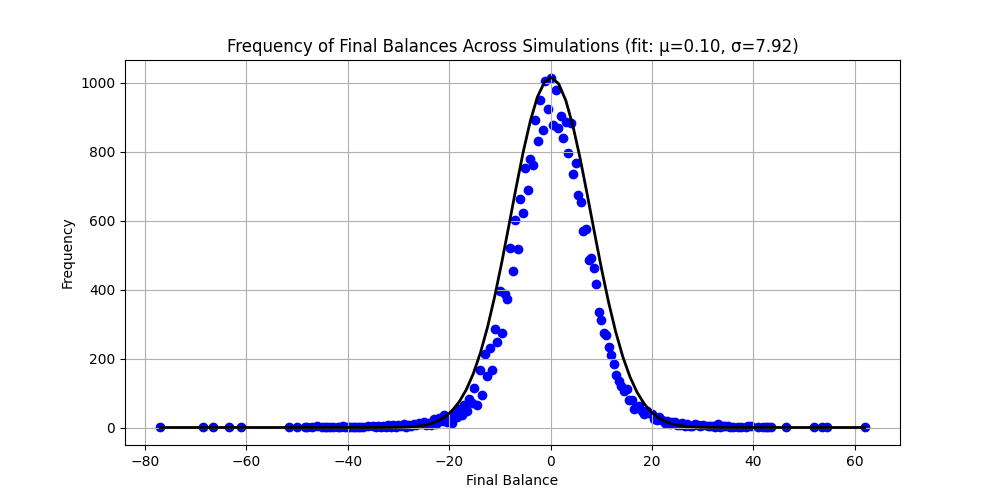 Frequency of Final Balances Across Simulations (fit: μ=0.10, σ=7.92)
Frequency
1000
800
600
400
200
0
−80 −60 −40 −20 0 20 40 60
Final Balance